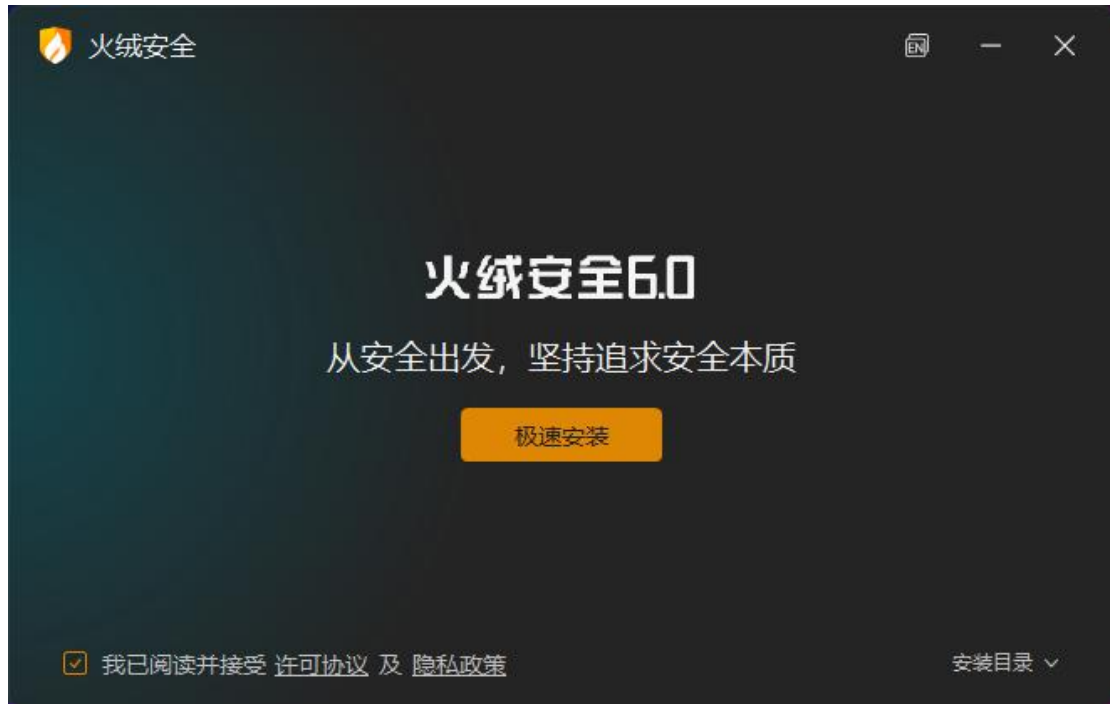 火绒安全
EN
火绒安全6.0
从安全出发，坚持追求安全本质
极速安装
我已阅读并接受 许可协议 及 隐私政策
安装目录